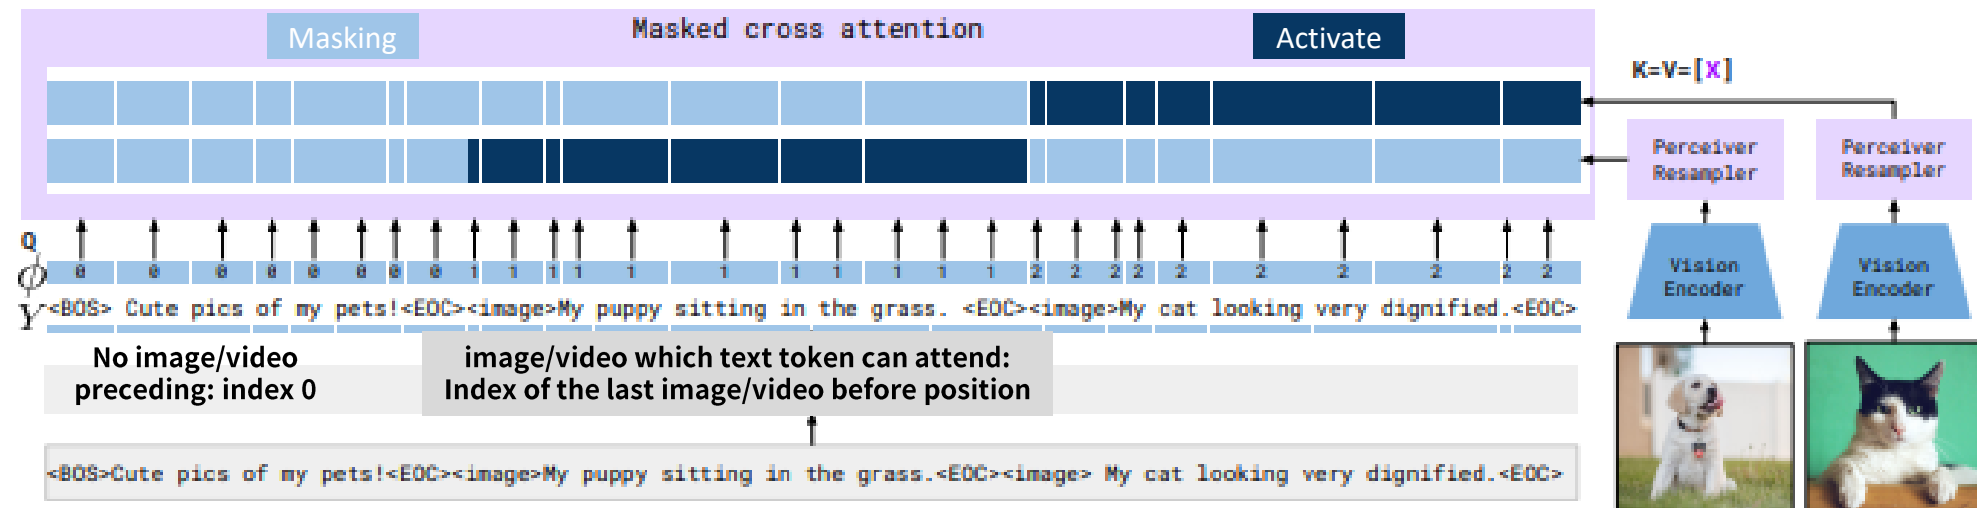 Masking
Masked cross attention
Activate
K=V=[X]
Perceiver Resampler
Perceiver Resampler
Q
ϕ 0 0 0 0 0 0 0 0 1 1 1 1 1 1 1 1 1 1 1 2 2 2 2 2 2 2 2 2 2
Vision Encoder
Vision Encoder
Y <BOS> Cute pics of my pets!<EOC><image>My puppy sitting in the grass. <EOC><image>My cat looking very dignified.<EOC>
No image/video
preceding: index 0
image/video which text token can attend:
Index of the last image/video before position
<BOS>Cute pics of my pets!<EOC><image>My puppy sitting in the grass.<EOC><image> My cat looking very dignified.<EOC>